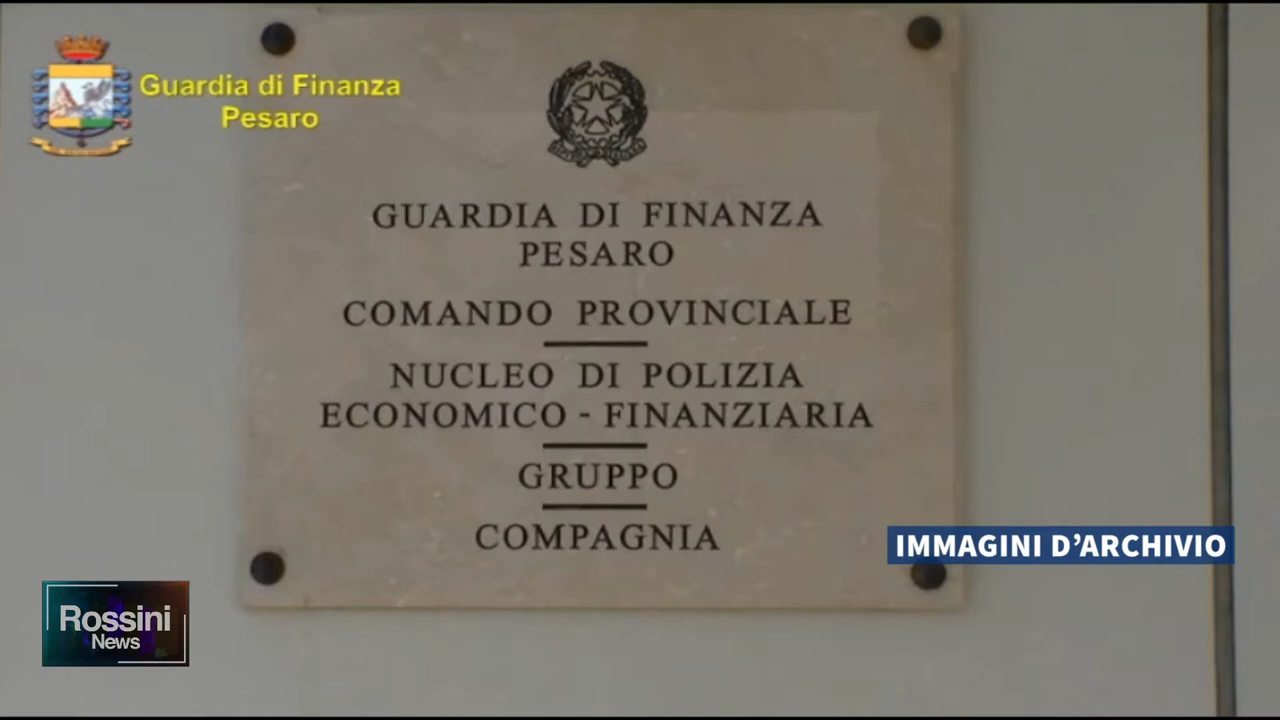 Guardia di Finanza
Pesaro
GUARDIA DI FINANZA
PESARO
COMANDO PROVINCIALE
NUCLEO DI POLIZIA
ECONOMICO - FINANZIARIA
GRUPPO
COMPAGNIA
IMMAGINI D’ARCHIVIO
Rossini
News